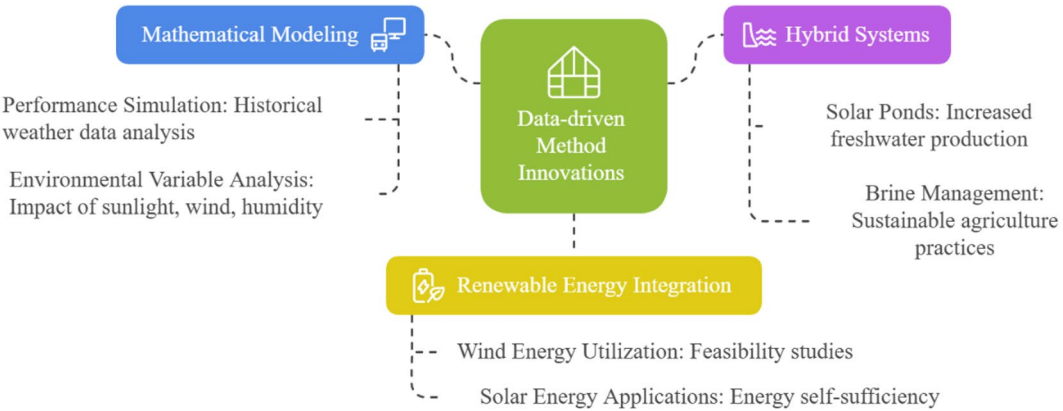 Mathematical Modeling
Performance Simulation: Historical
weather data analysis
Environmental Variable Analysis:
Impact of sunlight, wind, humidity
Data-driven
Method
Innovations
Hybrid Systems
Solar Ponds: Increased
freshwater production
Brine Management:
Sustainable agriculture
practices
Renewable Energy Integration
Wind Energy Utilization: Feasibility studies
Solar Energy Applications: Energy self-sufficiency